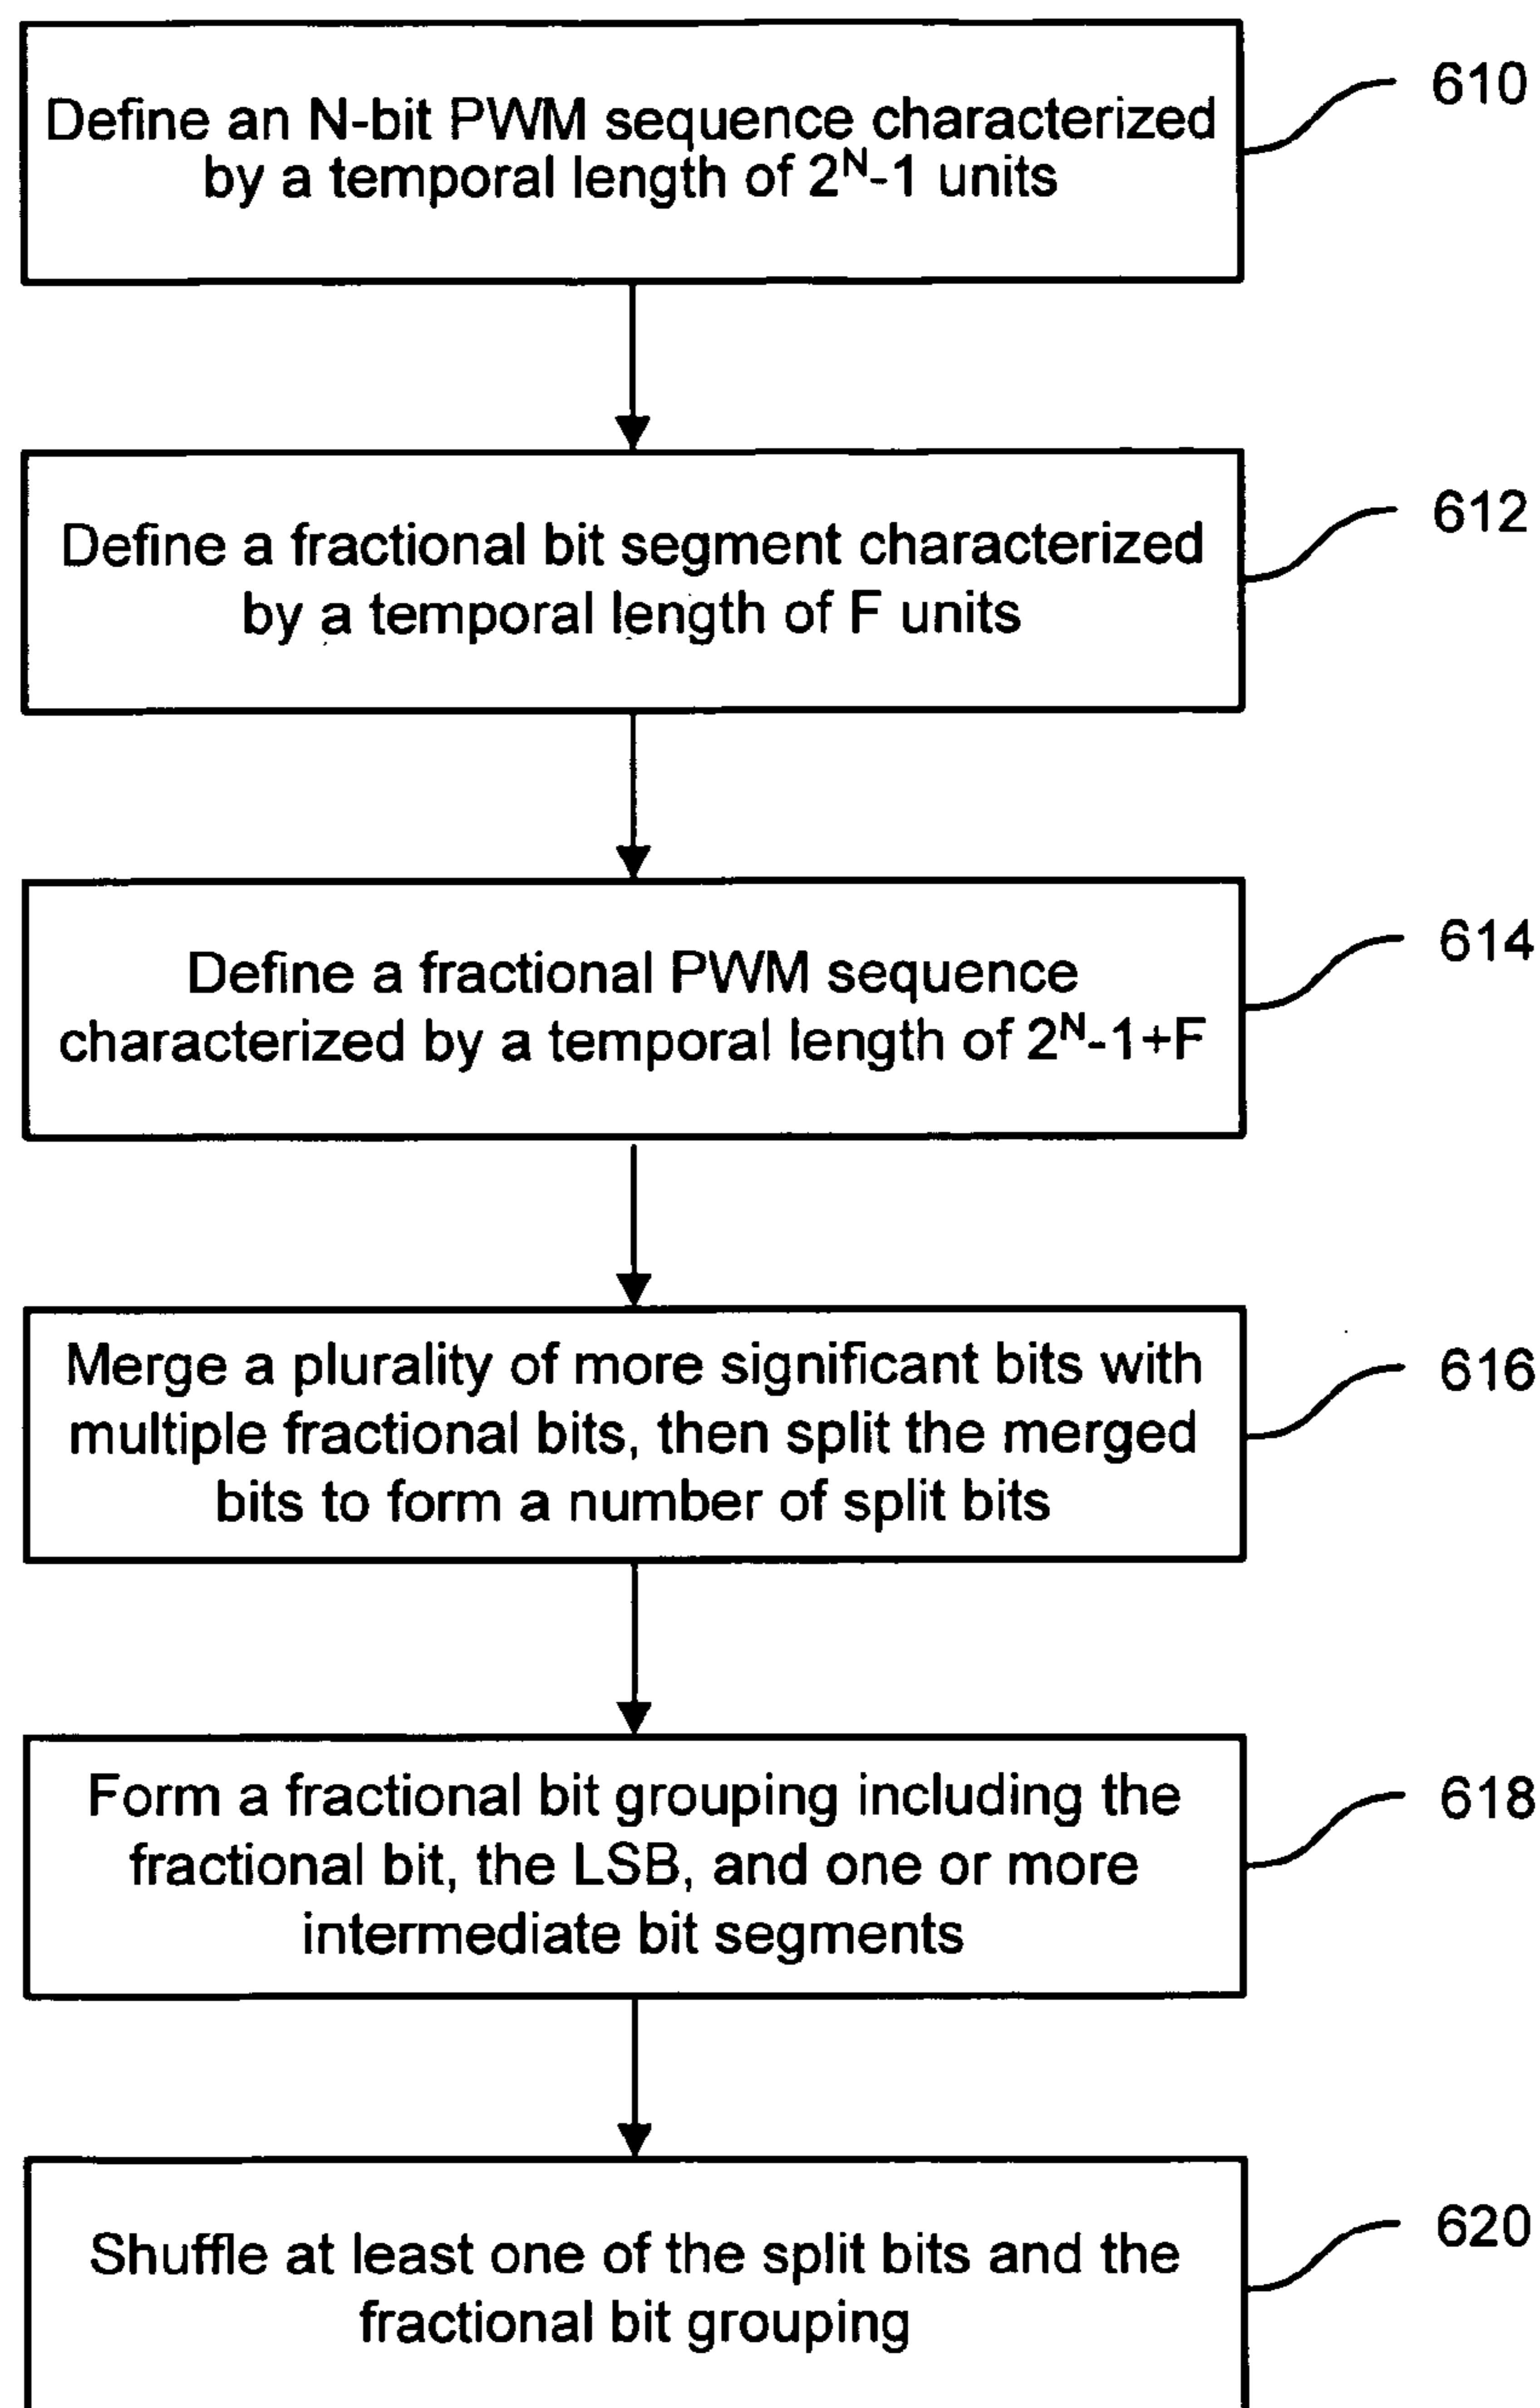 Define an N-bit PWM sequence characterized
by a temporal length of 2ᴺ-1 units
610
Define a fractional bit segment characterized
by a temporal length of F units
612
Define a fractional PWM sequence
characterized by a temporal length of 2ᴺ-1+F
614
Merge a plurality of more significant bits with
multiple fractional bits, then split the merged
bits to form a number of split bits
616
Form a fractional bit grouping including the
fractional bit, the LSB, and one or more
intermediate bit segments
618
Shuffle at least one of the split bits and the
fractional bit grouping
620